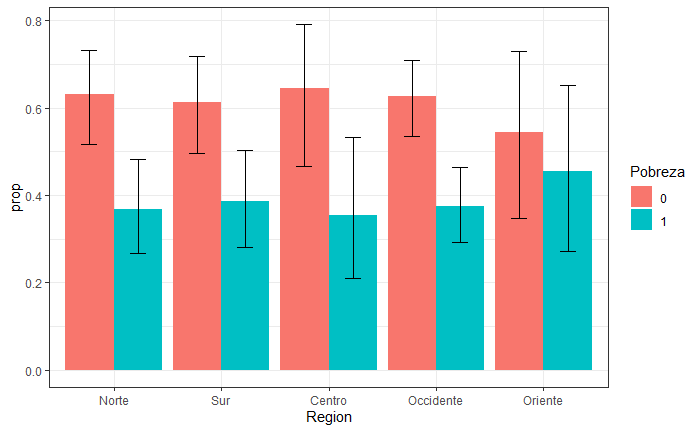 0.8
0.6
0.4
0.2
0.0
prop
Norte
Sur
Centro
Occidente
Oriente
Region
Pobreza
0
1